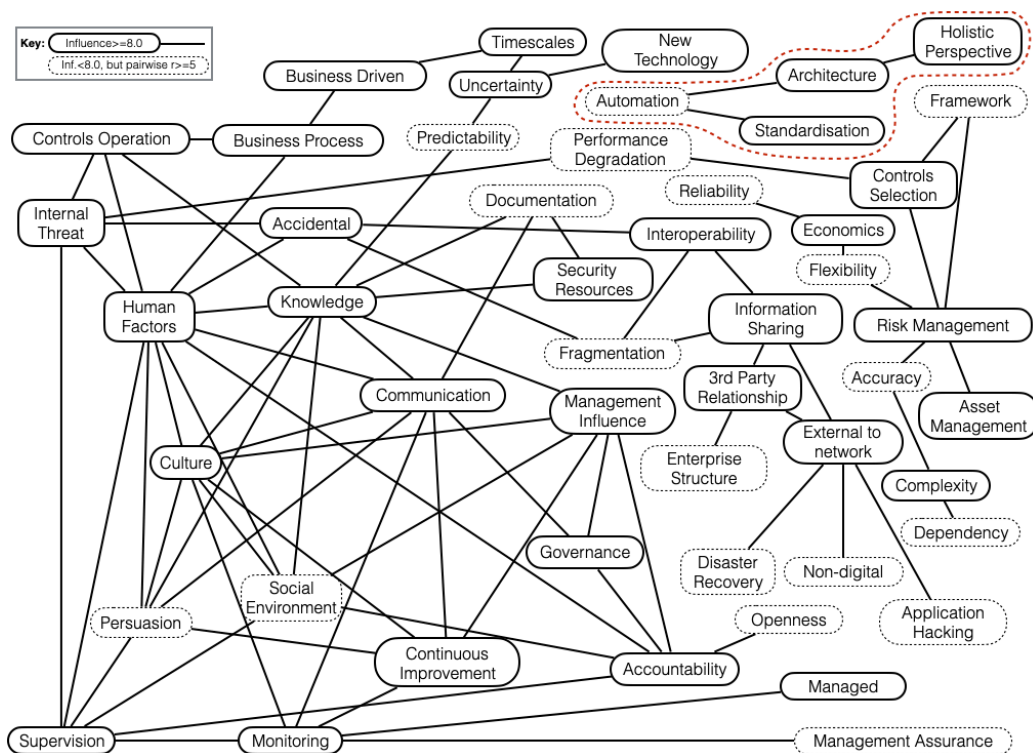 Key: Influence>=8.0
Inf.<8.0, but pairwise r>=5
Timescales
New
Technology
Holistic
Perspective
Business Driven
Uncertainty
Architecture
Automation
Framework
Controls Operation
Business Process
Predictability
Standardisation
Performance
Degradation
Controls
Selection
Reliability
Documentation
Internal
Threat
Accidental
Interoperability
Economics
Security
Resources
Flexibility
Human
Factors
Knowledge
Information
Sharing
Risk Management
Fragmentation
3rd Party
Relationship
Accuracy
Communication
Management
Influence
Asset
Management
External to
network
Culture
Enterprise
Structure
Complexity
Dependency
Governance
Disaster
Recovery
Non-digital
Social
Environment
Persuasion
Openness
Application
Hacking
Continuous
Improvement
Accountability
Managed
Supervision
Monitoring
Management Assurance